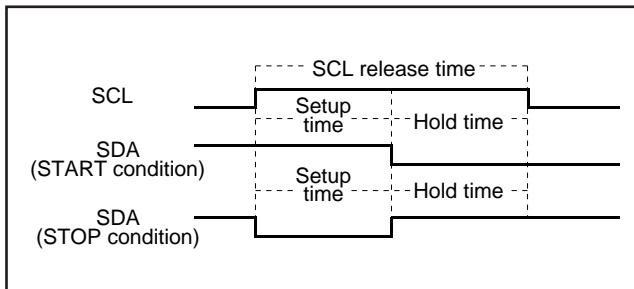 SCL release time
SCL
Setup
time
Hold time
SDA
(START condition)
Setup
time
Hold time
SDA
(STOP condition)